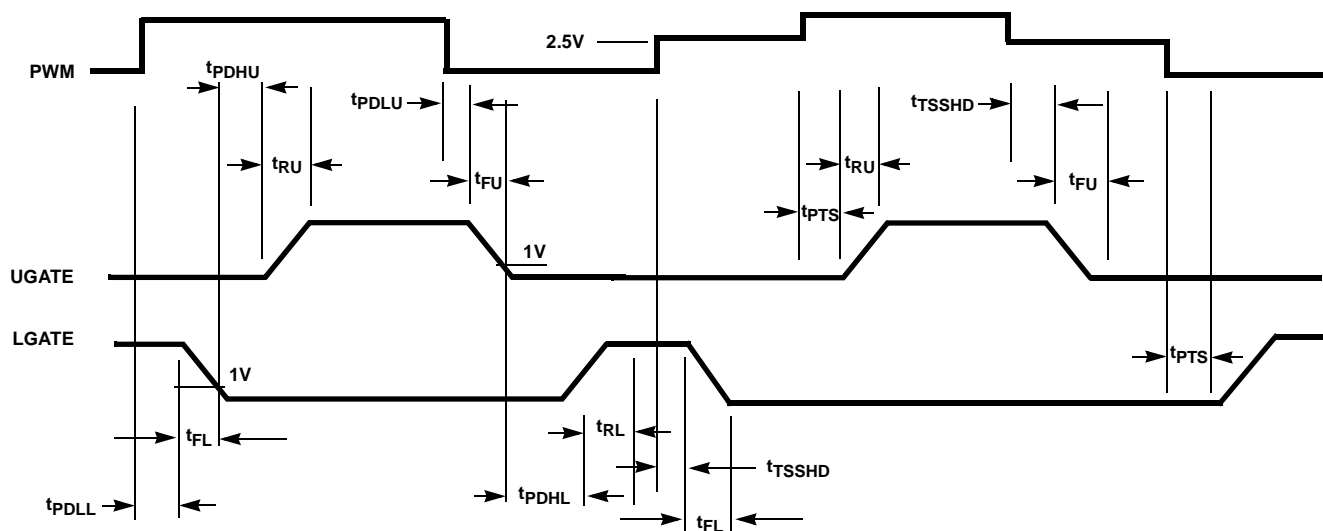 2.5V
PWM
tPDHU
tPDLU
tTSSHD
tRU
tFU
tRU
tFU
tPTS
1V
UGATE
LGATE
tPTS
1V
tFL
tRL
tTSSHD
tPDLL
tPDHL
tFL